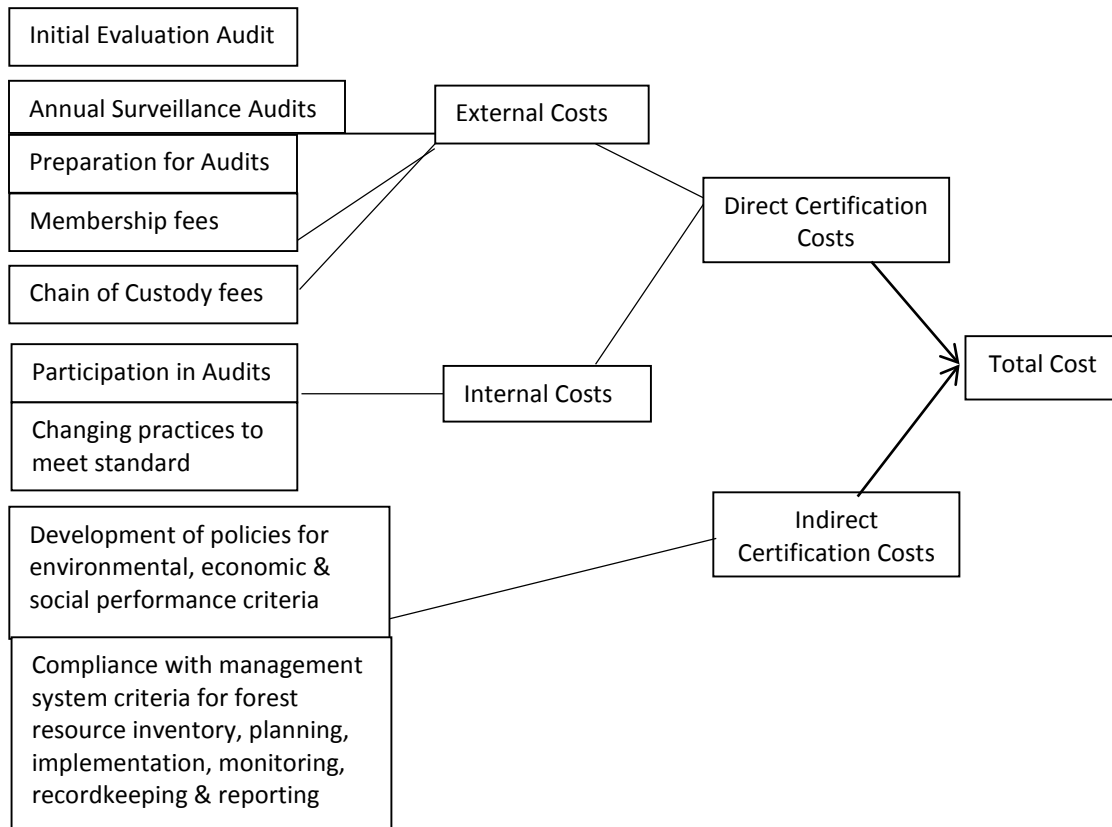 Initial Evaluation Audit
Annual Surveillance Audits
Preparation for Audits
Membership fees
Chain of Custody fees
Participation in Audits
Changing practices to
meet standard
Development of policies for
environmental, economic &
social performance criteria
Compliance with management
system criteria for forest
resource inventory, planning,
implementation, monitoring,
recordkeeping & reporting
External Costs
Internal Costs
Direct Certification
Costs
Indirect
Certification Costs
Total Cost